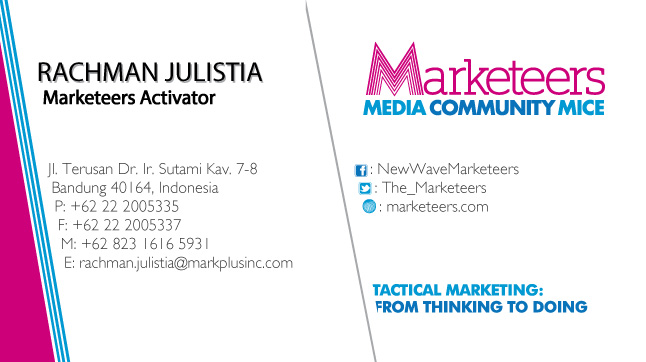 RACHMAN JULISTIA
Marketeers Activator
Jl. Terusan Dr. Ir. Sutami Kav. 7-8
Bandung 40164, Indonesia
P: +62 22 2005335
F: +62 22 2005337
M: +62 823 1616 5931
E: rachman.julistia@markplusinc.com
Marketeers
MEDIA COMMUNITY MICE
f : NewWaveMarketeers
: The_Marketeers
: marketeers.com
TACTICAL MARKETING:
FROM THINKING TO DOING